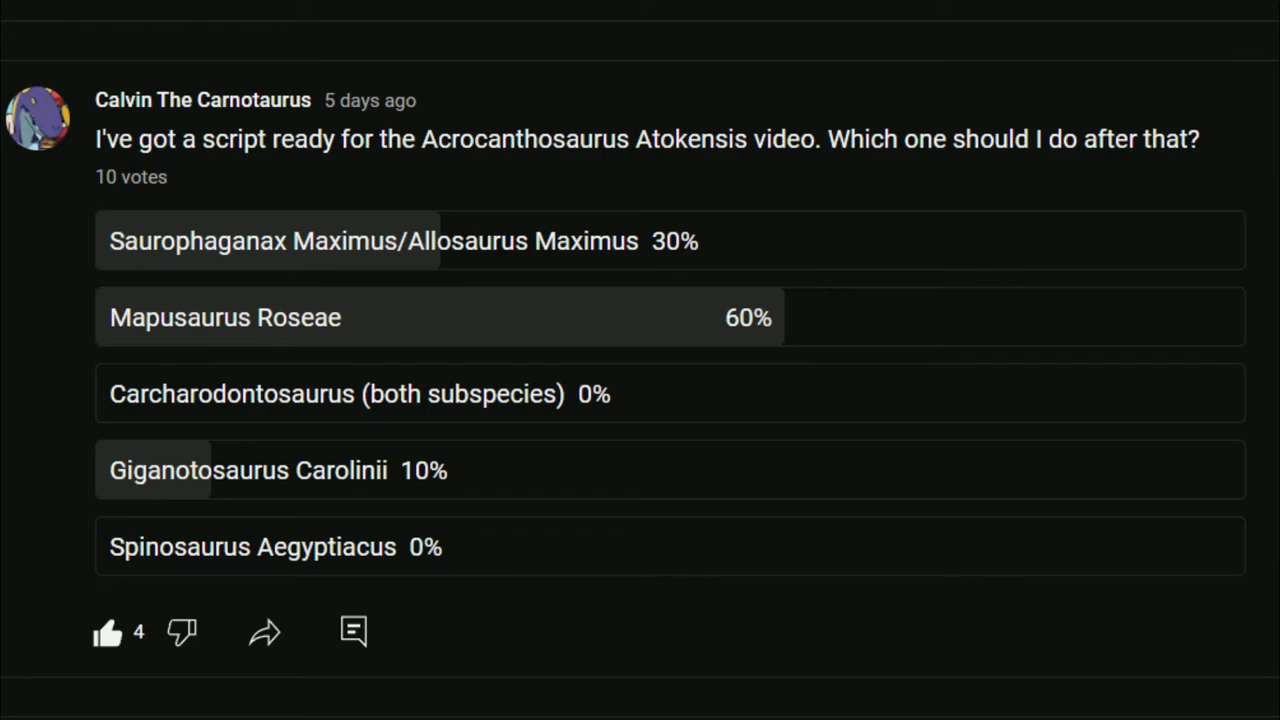 Calvin The Carnotaurus 5 days ago
I've got a script ready for the Acrocanthosaurus Atokensis video. Which one should I do after that?
10 votes
Saurophaganax Maximus/Allosaurus Maximus 30%
Mapusaurus Roseae 60%
Carcharodontosaurus (both subspecies) 0%
Giganotosaurus Carolinii 10%
Spinosaurus Aegyptiacus 0%
4